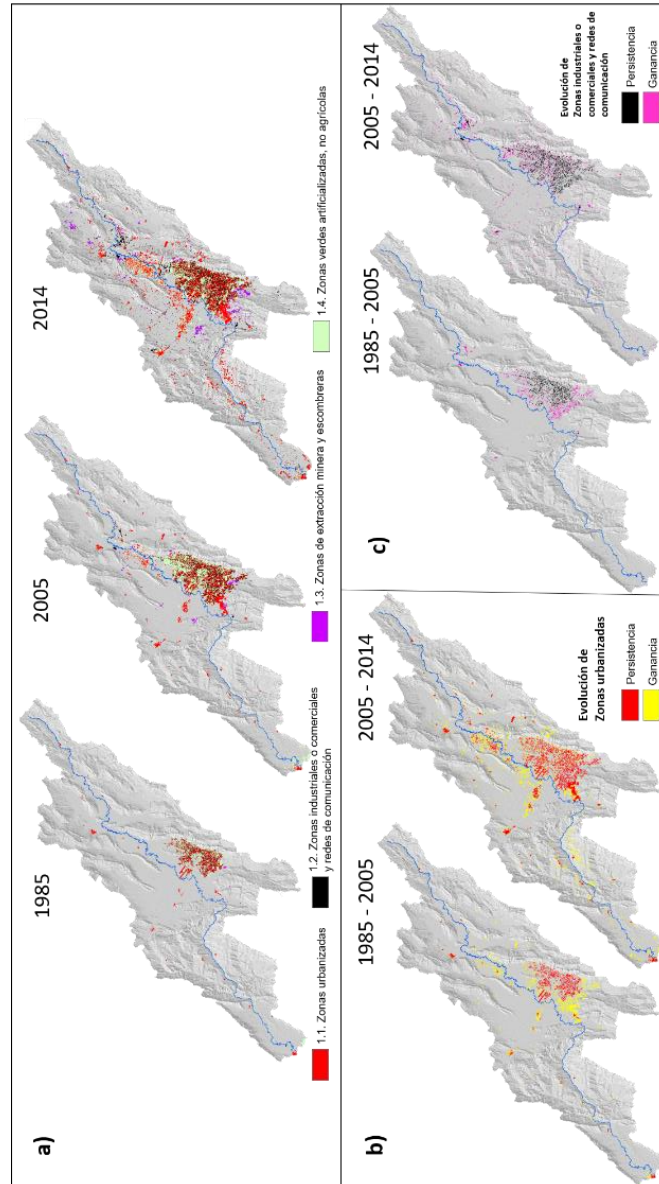 a)
1985
2005
2014
1.1. Zonas urbanizadas
1.2. Zonas industriales o comerciales
y redes de comunicación
1.3. Zonas de extracción minera y escombreras
1.4. Zonas verdes artificializadas, no agrícolas
b)
1985 - 2005
2005 - 2014
Evolución de
Zonas urbanizadas
Persistencia
Ganancia
c)
1985 - 2005
2005 - 2014
Evolución de
Zonas industriales o
comerciales y redes de
comunicación
Persistencia
Ganancia